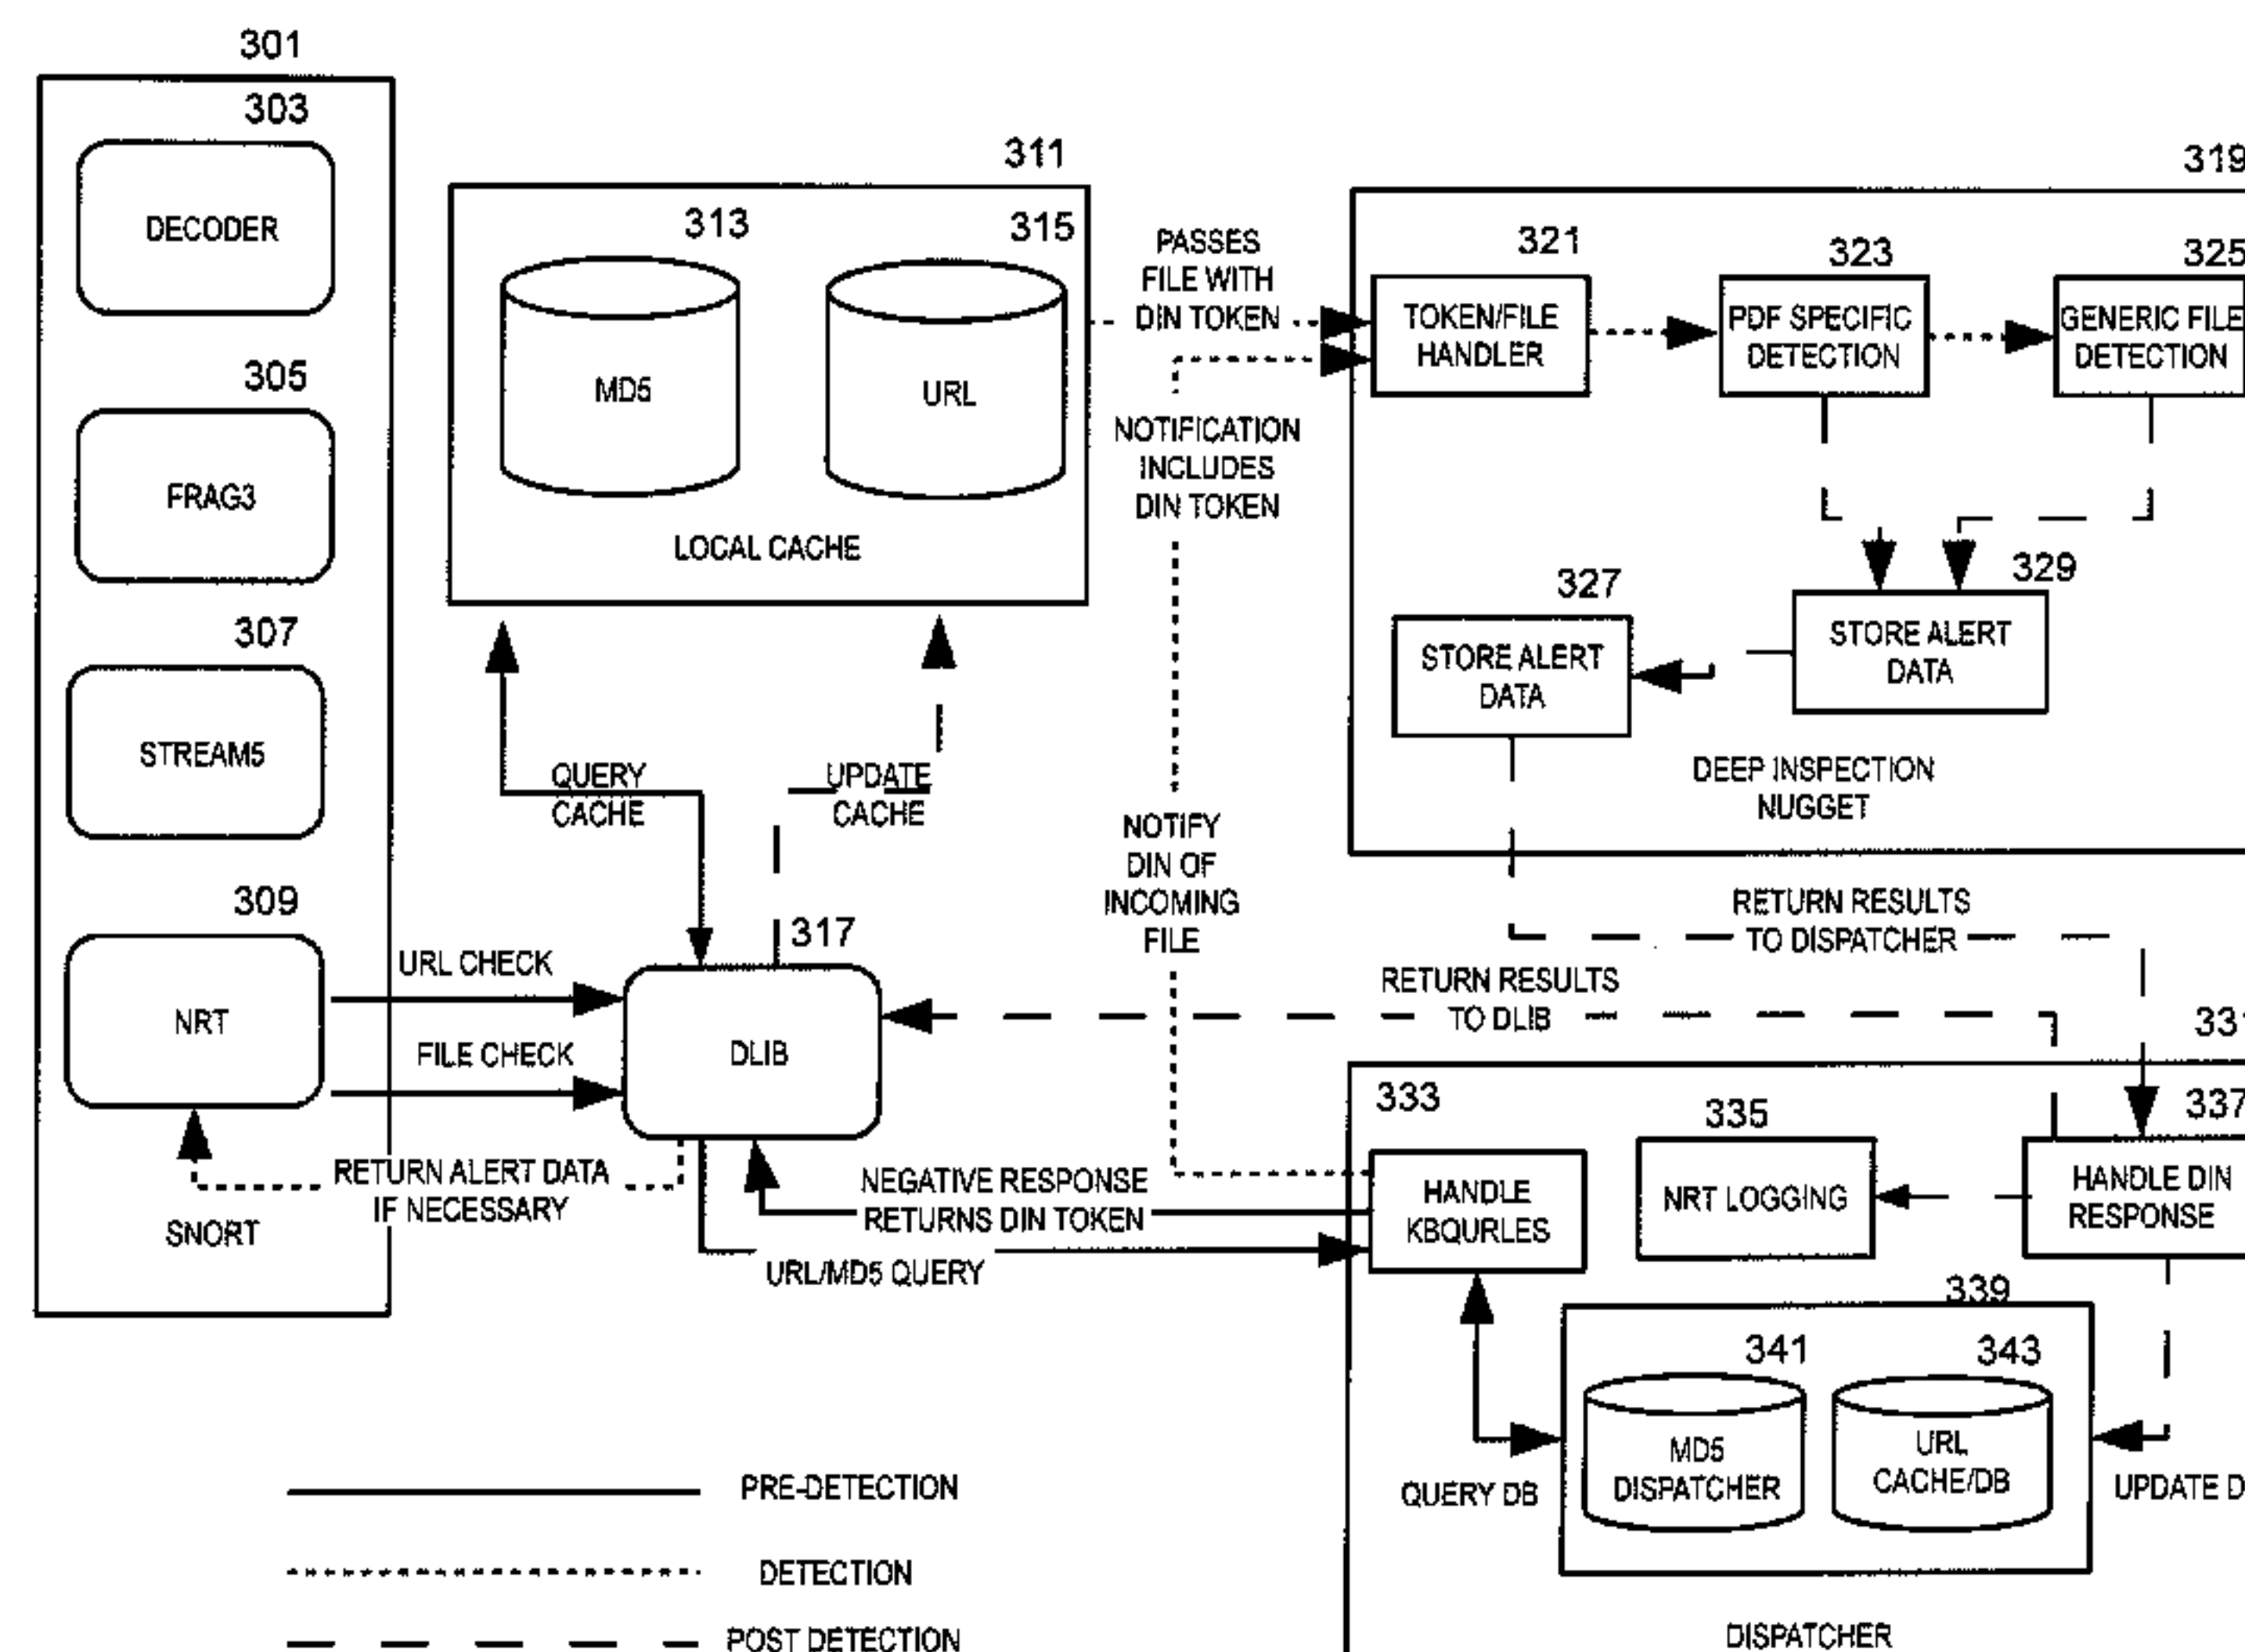 301
303
DECODER
305
FRAG3
307
STREAM5
309
NRT
SNORT
311
313
315
MD5
URL
LOCAL CACHE
QUERY
CACHE
UPDATE
CACHE
317
DLIB
URL CHECK
FILE CHECK
RETURN ALERT DATA
IF NECESSARY
NEGATIVE RESPONSE
RETURNS DIN TOKEN
URL/MD5 QUERY
PASSES
FILE WITH
DIN TOKEN
NOTIFICATION
INCLUDES
DIN TOKEN
NOTIFY
DIN OF
INCOMING
FILE
319
321
TOKEN/FILE
HANDLER
323
PDF SPECIFIC
DETECTION
325
GENERIC FILE
DETECTION
327
STORE ALERT
DATA
329
STORE ALERT
DATA
DEEP INSPECTION
NUGGET
RETURN RESULTS
TO DISPATCHER
RETURN RESULTS
TO DLIB
331
333
HANDLE
KBQURLES
335
NRT LOGGING
337
HANDLE DIN
RESPONSE
339
341
MD5
DISPATCHER
343
URL
CACHE/DB
QUERY DB
UPDATE D
DISPATCHER
PRE-DETECTION
DETECTION
POST DETECTION